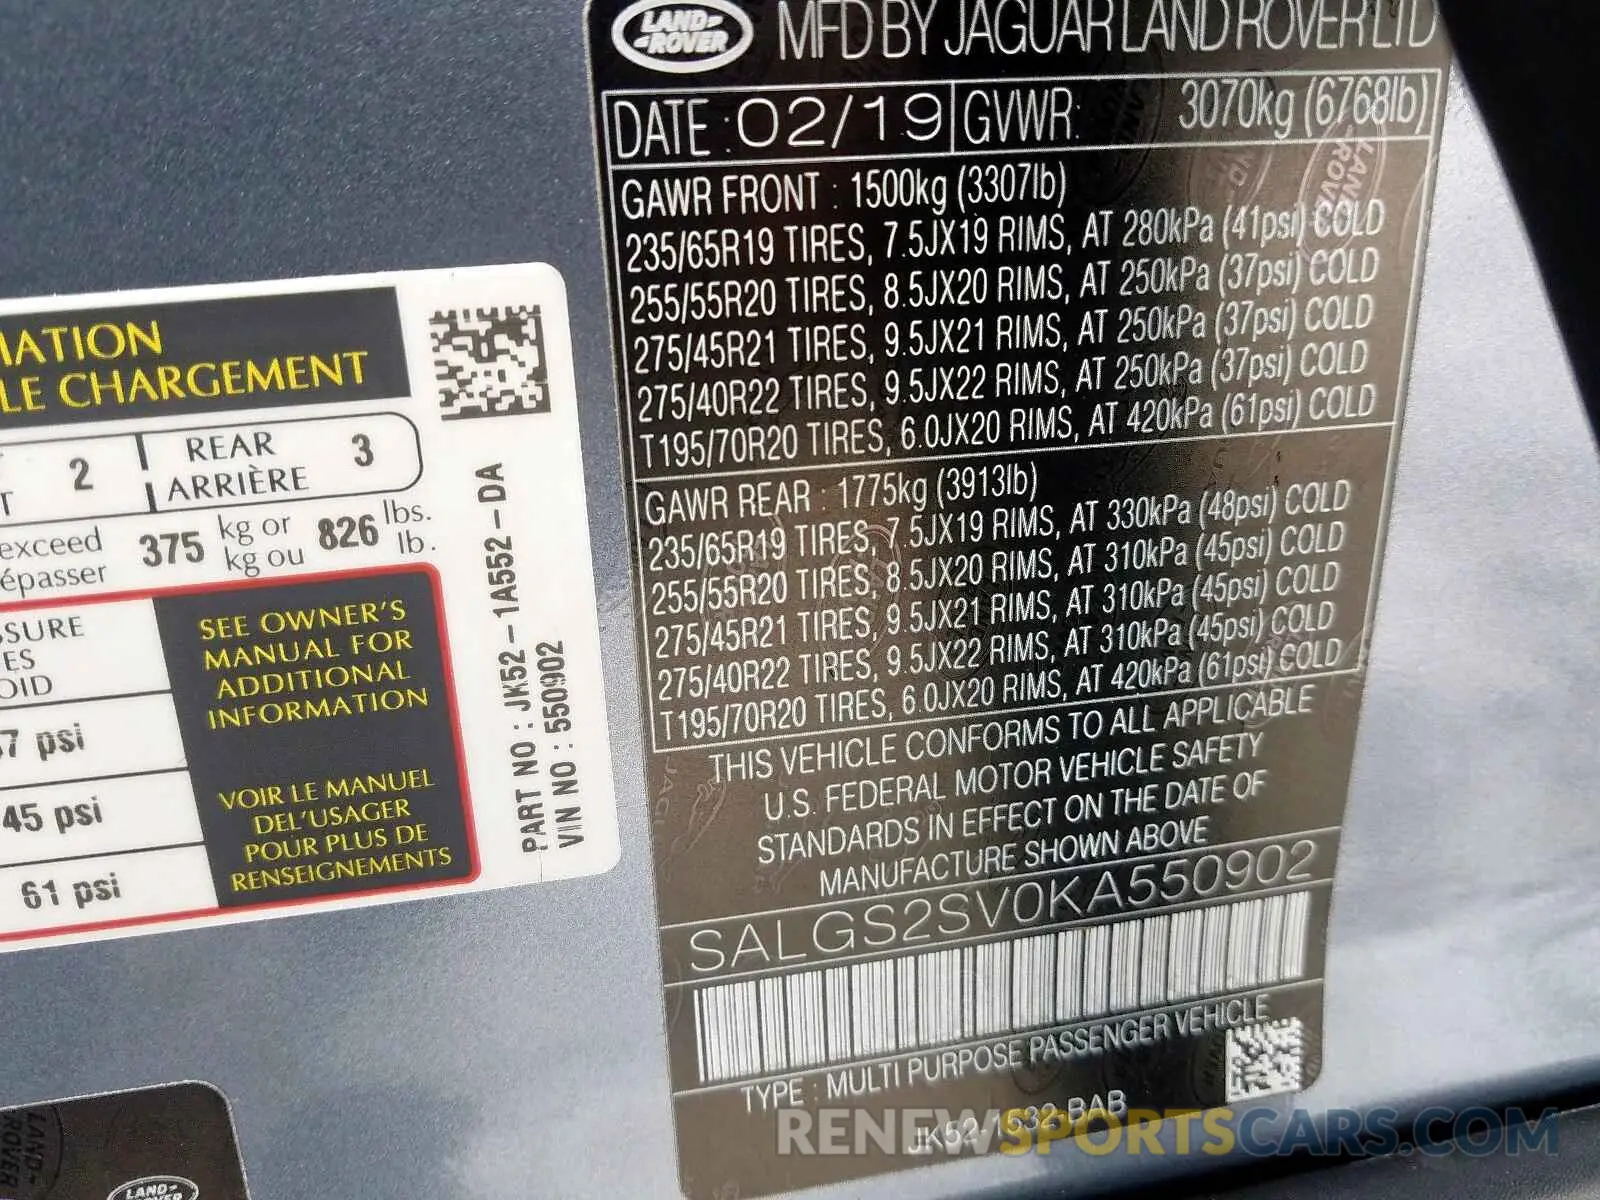 LAND-
-ROVER
MFD BY JAGUAR LAND ROVER LTD
DATE : 02/19 GVWR: 3070kg (6768lb)
GAWR FRONT : 1500kg (3307lb)
235/65R19 TIRES, 7.5JX19 RIMS, AT 280kPa (41psi) COLD
255/55R20 TIRES, 8.5JX20 RIMS, AT 250kPa (37psi) COLD
275/45R21 TIRES, 9.5JX21 RIMS, AT 250kPa (37psi) COLD
275/40R22 TIRES, 9.5JX22 RIMS, AT 250kPa (37psi) COLD
T195/70R20 TIRES, 6.0JX20 RIMS, AT 420kPa (61psi) COLD
GAWR REAR : 1775kg (3913lb)
235/65R19 TIRES, 7.5JX19 RIMS, AT 330kPa (48psi) COLD
255/55R20 TIRES, 8.5JX20 RIMS, AT 310kPa (45psi) COLD
275/45R21 TIRES, 9.5JX21 RIMS, AT 310kPa (45psi) COLD
275/40R22 TIRES, 9.5JX22 RIMS, AT 310kPa (45psi) COLD
T195/70R20 TIRES, 6.0JX20 RIMS, AT 420kPa (61psi) COLD
THIS VEHICLE CONFORMS TO ALL APPLICABLE
U.S. FEDERAL MOTOR VEHICLE SAFETY
STANDARDS IN EFFECT ON THE DATE OF
MANUFACTURE SHOWN ABOVE
SALGS2SV0KA550902
TYPE : MULTI PURPOSE PASSENGER VEHICLE
JK52-1532-BAB
LE CHARGEMENT
2 REAR 3
ARRIÈRE
exceed 375 kg or 826 lbs.
kg ou lb.
SEE OWNER'S
MANUAL FOR
ADDITIONAL
INFORMATION
VOIR LE MANUEL
DEL'USAGER
POUR PLUS DE
RENSEIGNEMENTS
7 psi
45 psi
61 psi
PART NO : JK52-1A552-DA
VIN NO : 550902
LAND-
ROVER
RENEWSPORTSCARS.COM